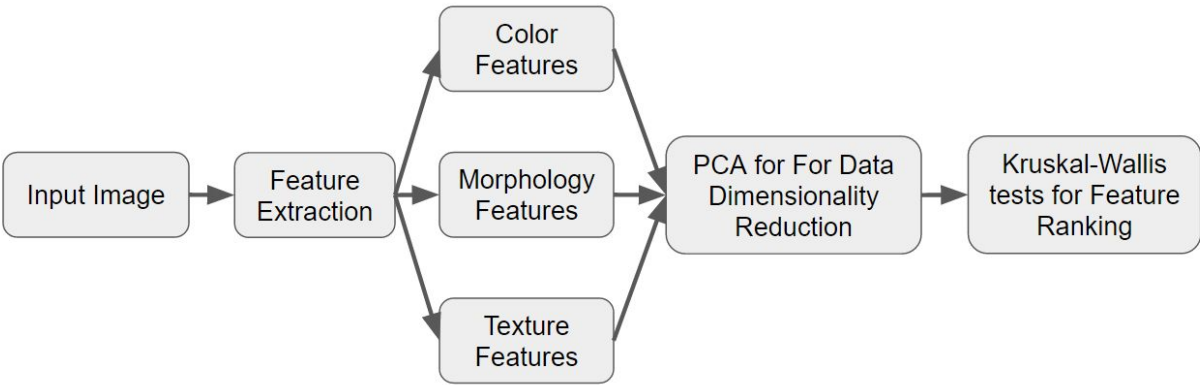 Input Image
Feature
Extraction
Color
Features
Morphology
Features
Texture
Features
PCA for For Data
Dimensionality
Reduction
Kruskal-Wallis
tests for Feature
Ranking